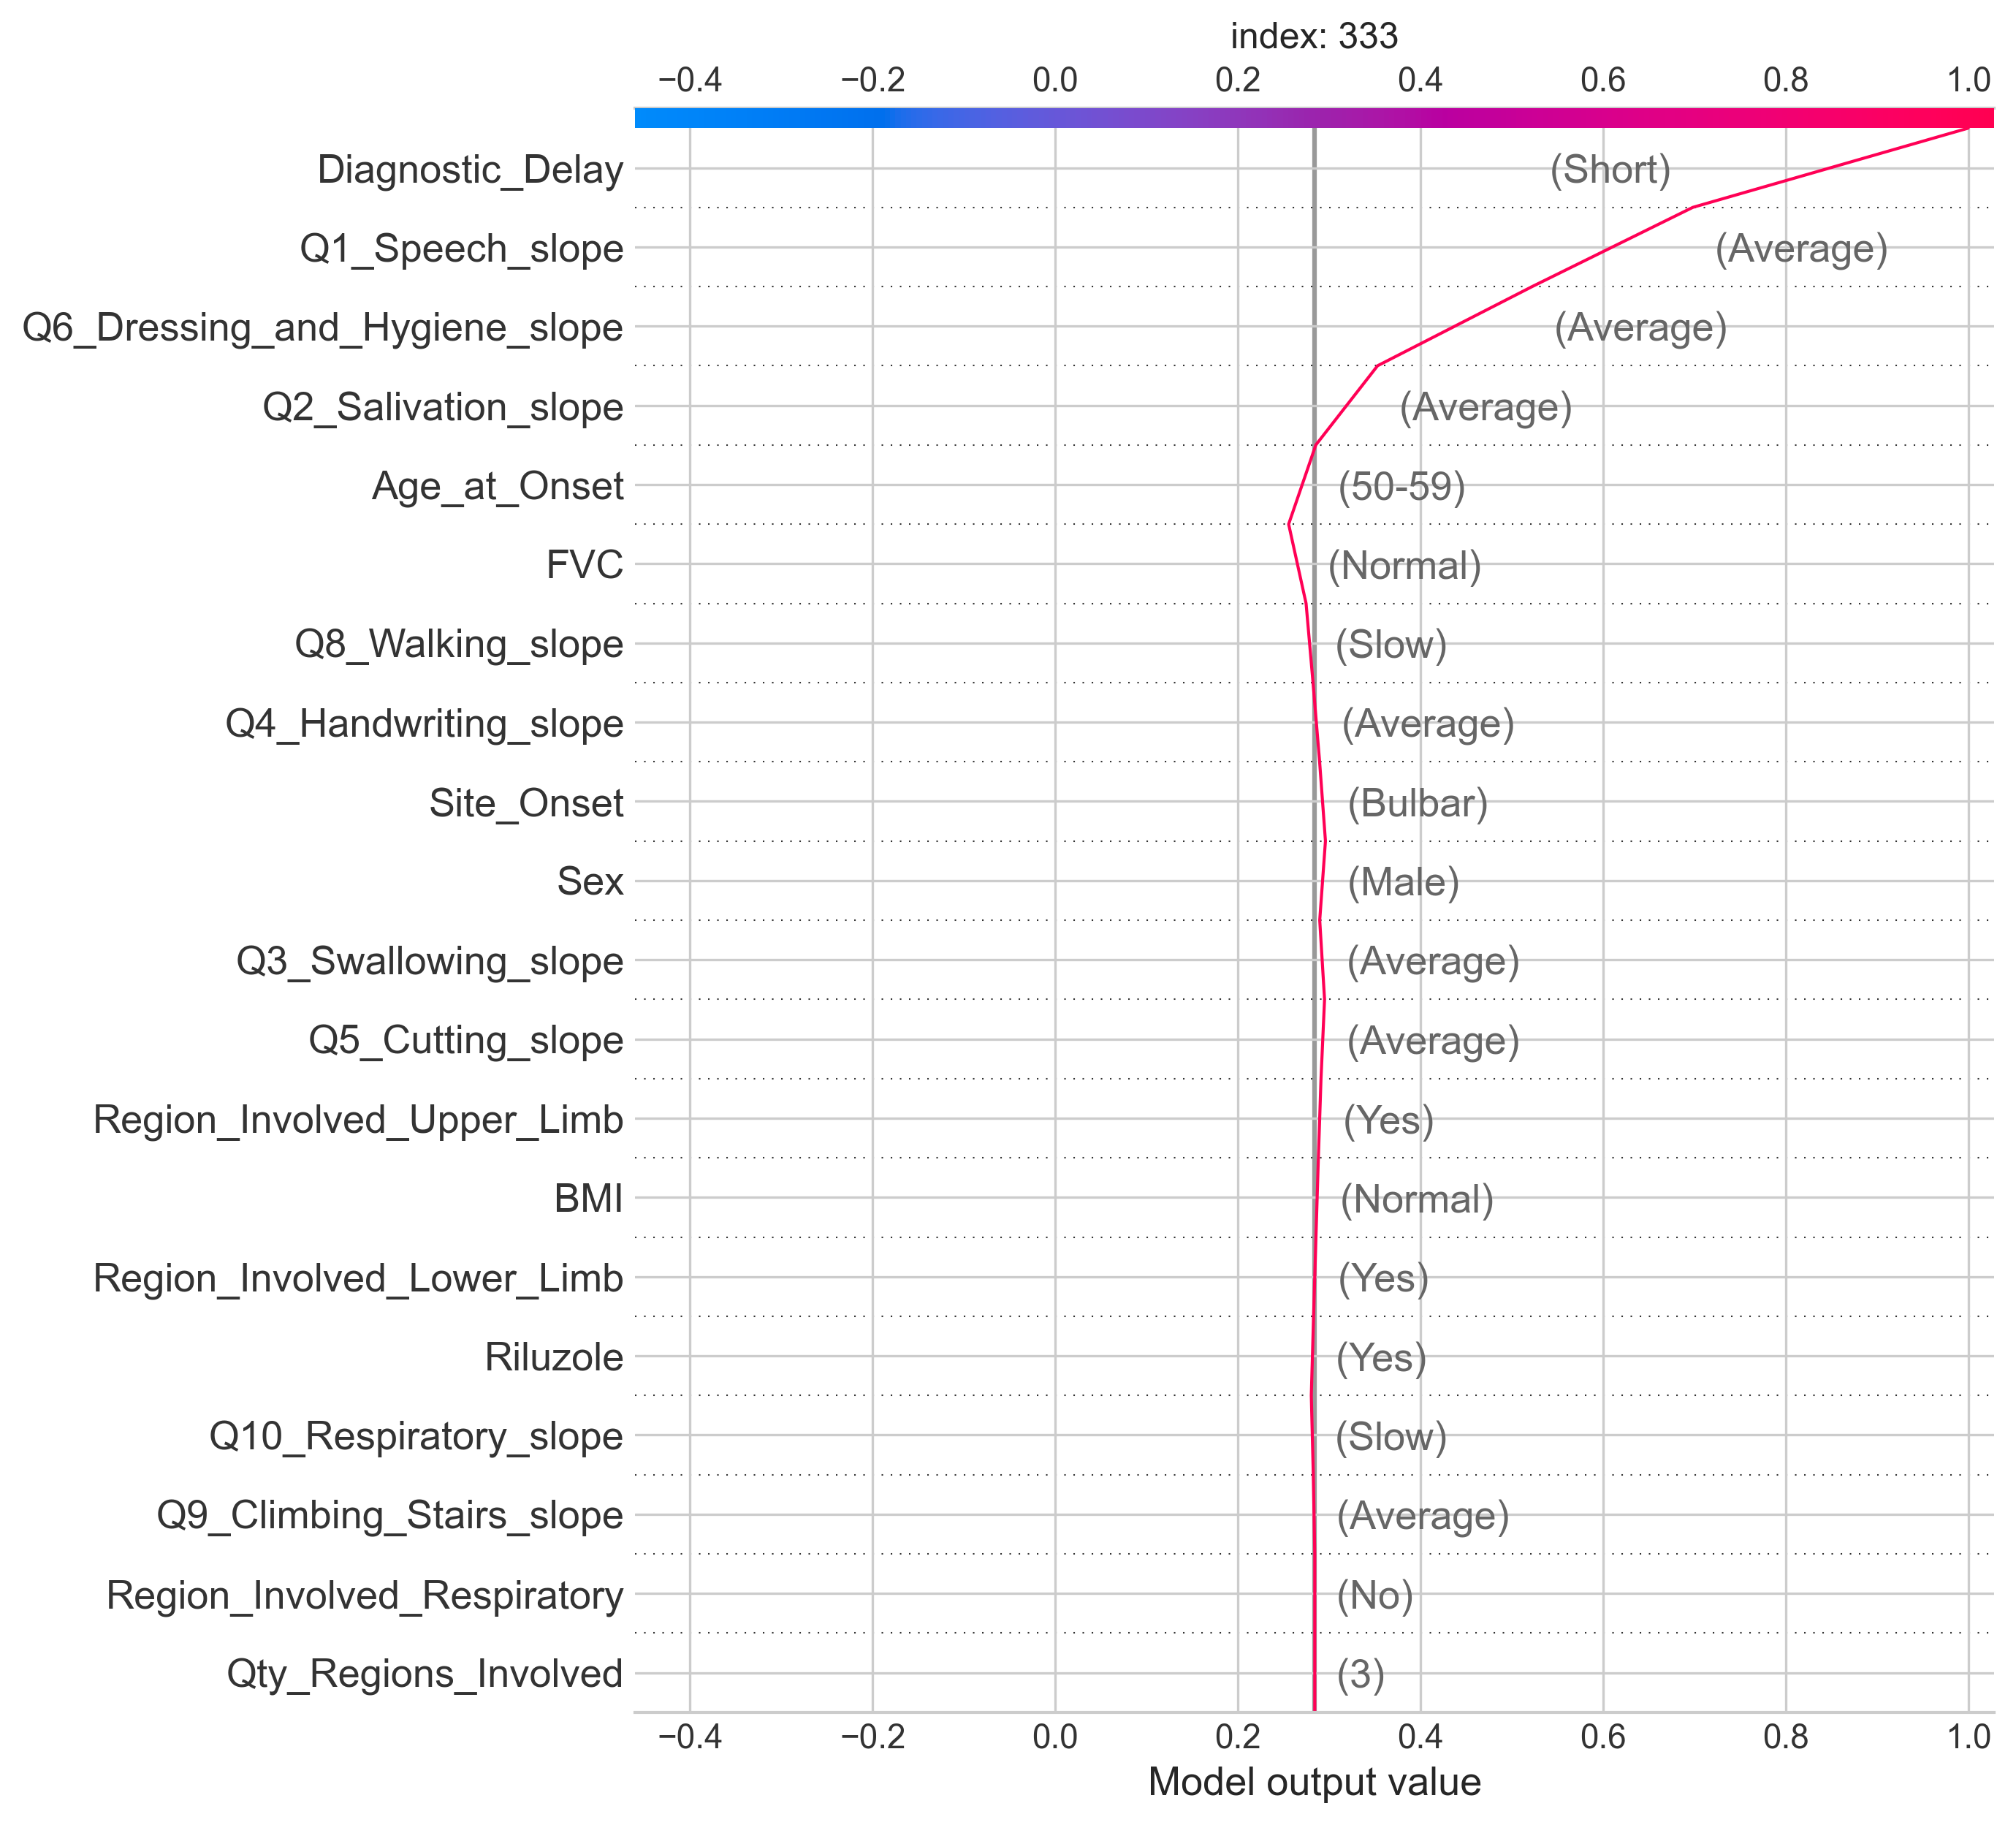 index: 333
−0.4 −0.2 0.0 0.2 0.4 0.6 0.8 1.0
Diagnostic_Delay (Short)
Q1_Speech_slope (Average)
Q6_Dressing_and_Hygiene_slope (Average)
Q2_Salivation_slope (Average)
Age_at_Onset (50-59)
FVC (Normal)
Q8_Walking_slope (Slow)
Q4_Handwriting_slope (Average)
Site_Onset (Bulbar)
Sex (Male)
Q3_Swallowing_slope (Average)
Q5_Cutting_slope (Average)
Region_Involved_Upper_Limb (Yes)
BMI (Normal)
Region_Involved_Lower_Limb (Yes)
Riluzole (Yes)
Q10_Respiratory_slope (Slow)
Q9_Climbing_Stairs_slope (Average)
Region_Involved_Respiratory (No)
Qty_Regions_Involved (3)
−0.4 −0.2 0.0 0.2 0.4 0.6 0.8 1.0
Model output value